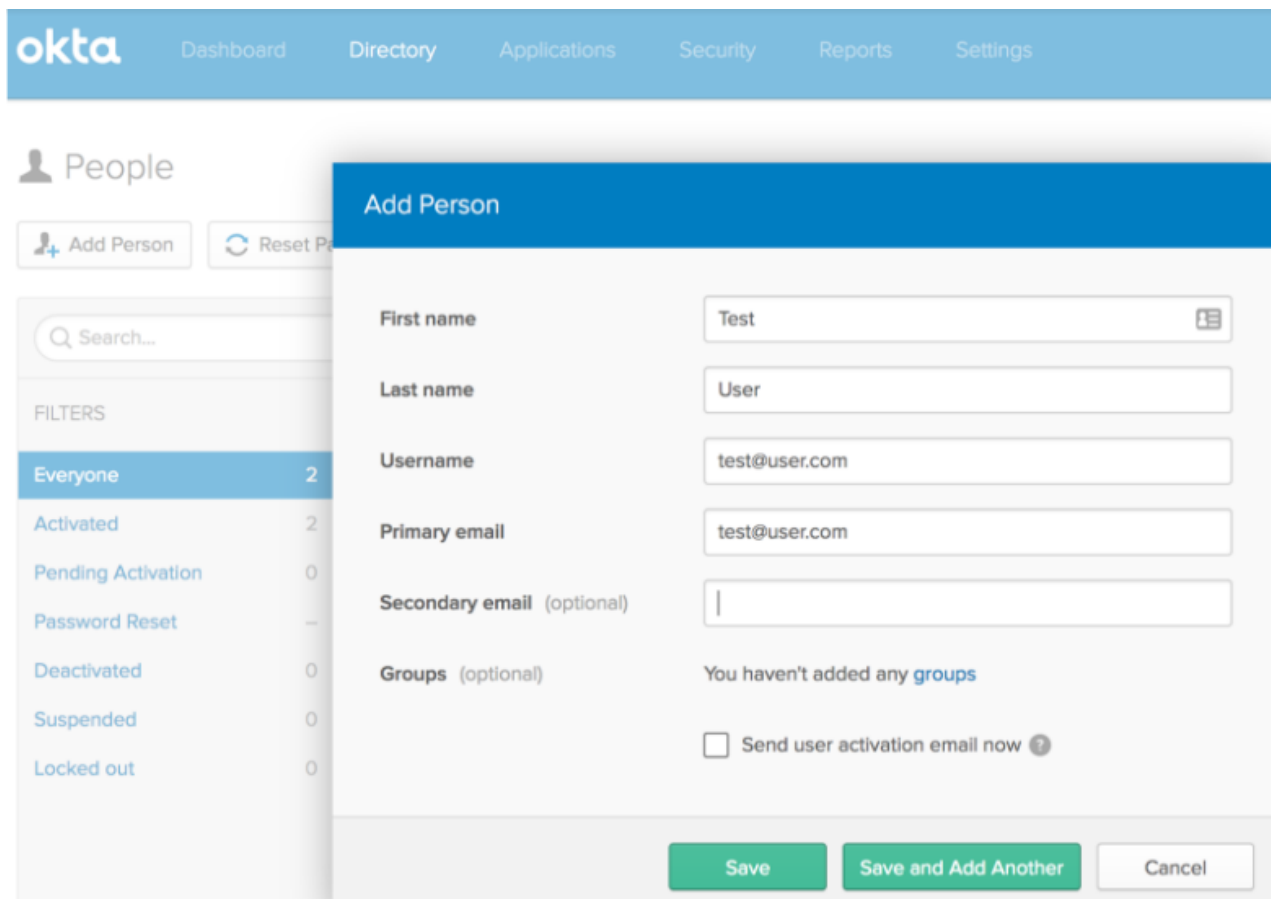 okta Dashboard Directory Applications Security Reports Settings
People
Add Person Reset
Search...
FILTERS
Everyone 2
Activated 2
Pending Activation 0
Password Reset –
Deactivated 0
Suspended 0
Locked out 0
Add Person
First name Test
Last name User
Username test@user.com
Primary email test@user.com
Secondary email (optional)
Groups (optional) You haven't added any groups
Send user activation email now ?
Save Save and Add Another Cancel